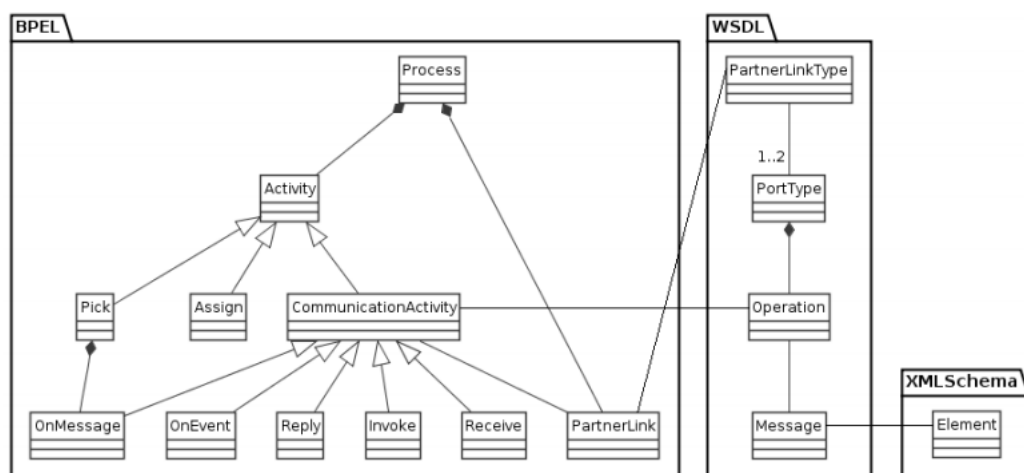 BPEL
WSDL
Process
PartnerLinkType
1..2
Activity
PortType
Pick
Assign
CommunicationActivity
Operation
XMLSchema
OnMessage
OnEvent
Reply
Invoke
Receive
PartnerLink
Message
Element